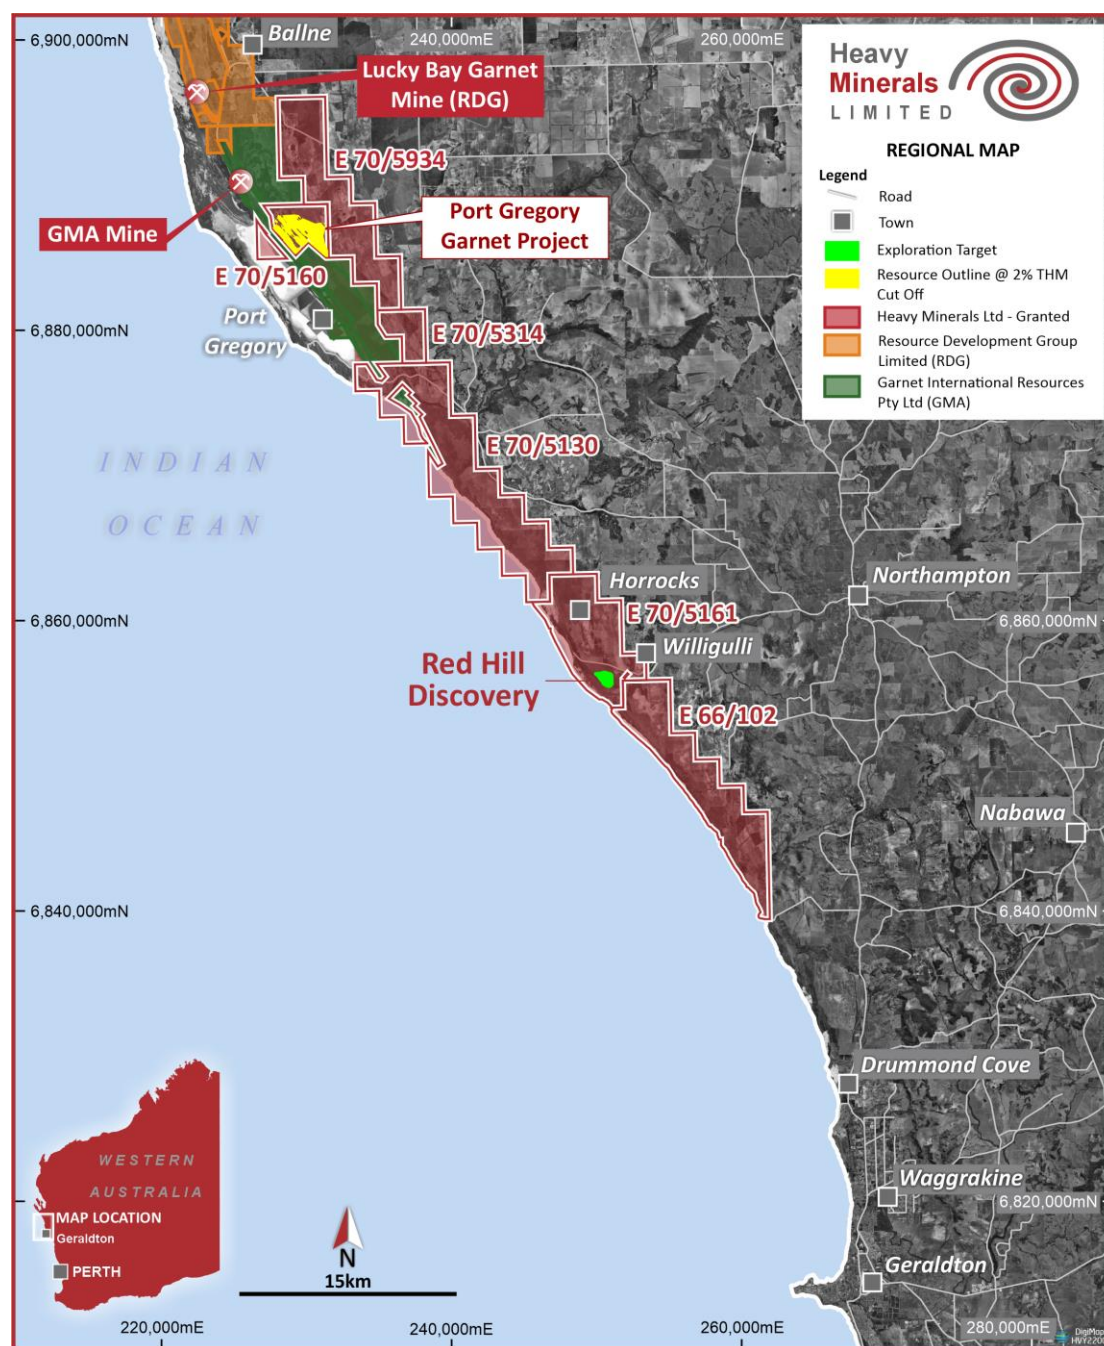 6,900,000mN
Ballne
240,000mE
260,000mE
Heavy
Minerals
LIMITED
REGIONAL MAP
Legend
Road
Town
Exploration Target
Resource Outline @ 2% THM
Cut Off
Heavy Minerals Ltd - Granted
Resource Development Group
Limited (RDG)
Garnet International Resources
Pty Ltd (GMA)
Lucky Bay Garnet
Mine (RDG)
E 70/5934
GMA Mine
Port Gregory
Garnet Project
E 70/5160
Port
Gregory
6,880,000mN
E 70/5314
E 70/5130
INDIAN
OCEAN
Horrocks
Northampton
E 70/5161
6,860,000mN
6,860,000mN
Willigulli
Red Hill
Discovery
E 66/102
Nabawa
6,840,000mN
6,840,000mN
Drummond Cove
WESTERN
AUSTRALIA
Waggrakine
6,820,000mN
MAP LOCATION
Geraldton
PERTH
N
15km
Geraldton
220,000mE
240,000mE
260,000mE
280,000mE
DigiMap